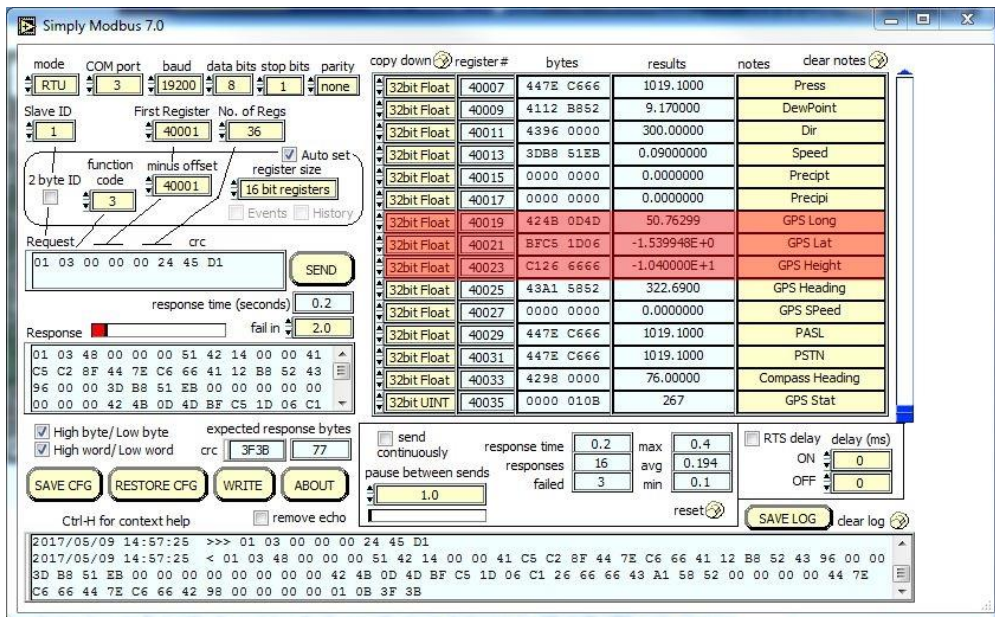 Simply Modbus 7.0
mode COM port baud data bits stop bits parity
RTU 3 19200 8 1 none
Slave ID First Register No. of Regs
1 40001 36
Auto set
function code minus offset register size
2 byte ID 3 40001 16 bit registers
Events History
Request crc
01 03 00 00 00 24 45 D1
SEND
response time (seconds) 0.2
fail in 2.0
Response
01 03 48 00 00 00 51 42 14 00 00 41
C5 C2 8F 44 7E C6 66 41 12 B8 52 43
96 00 00 3D B8 51 EB 00 00 00 00 00
00 00 00 42 4B 0D 4D BF C5 1D 06 C1
High byte/Low byte expected response bytes
High word/Low word crc 3F3B 77
SAVE CFG RESTORE CFG WRITE ABOUT
Ctrl-H for context help remove echo
copy down register # bytes results notes clear notes
32bit Float 40007 447E C666 1019.1000 Press
32bit Float 40009 4112 B852 9.170000 DewPoint
32bit Float 40011 4396 0000 300.00000 Dir
32bit Float 40013 3DB8 51EB 0.09000000 Speed
32bit Float 40015 0000 0000 0.0000000 Precipt
32bit Float 40017 0000 0000 0.0000000 Precipi
32bit Float 40019 424B 0D4D 50.76299 GPS Long
32bit Float 40021 BFC5 1D06 -1.539948E+0 GPS Lat
32bit Float 40023 C126 6666 -1.040000E+1 GPS Height
32bit Float 40025 43A1 5852 322.6900 GPS Heading
32bit Float 40027 0000 0000 0.0000000 GPS SPeed
32bit Float 40029 447E C666 1019.1000 PASL
32bit Float 40031 447E C666 1019.1000 PSTN
32bit Float 40033 4298 0000 76.00000 Compass Heading
32bit UINT 40035 0000 010B 267 GPS Stat
send continuously
pause between sends
1.0
response time 0.2 max 0.4
responses 16 avg 0.194
failed 3 min 0.1
reset
RTS delay delay (ms)
ON 0
OFF 0
SAVE LOG clear log
2017/05/09 14:57:25 >>> 01 03 00 00 00 24 45 D1
2017/05/09 14:57:25 < 01 03 48 00 00 00 51 42 14 00 00 41 C5 C2 8F 44 7E C6 66 41 12 B8 52 43 96 00 00
3D B8 51 EB 00 00 00 00 00 00 00 00 42 4B 0D 4D BF C5 1D 06 C1 26 66 66 43 A1 58 52 00 00 00 00 44 7E
C6 66 44 7E C6 66 42 98 00 00 00 00 01 0B 3F 3B